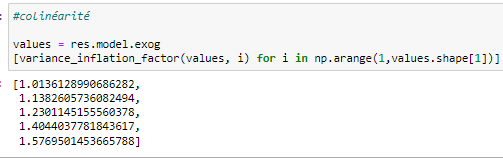 #colinéarité
values = res.model.exog
[variance_inflation_factor(values, i) for i in np.arange(1,values.shape[1])]
[1.0136128990686282,
1.1382605736082494,
1.2301145155560378,
1.4044037781843617,
1.5769501453665788]